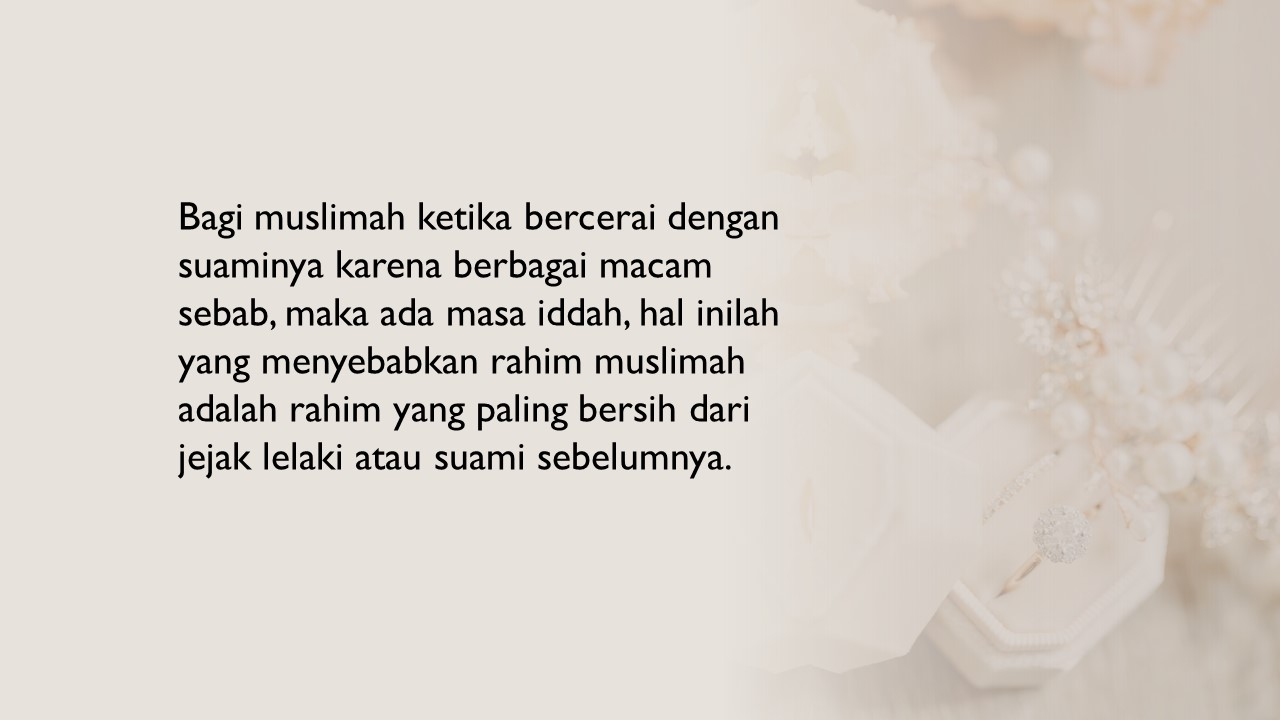 Bagi muslimah ketika bercerai dengan
suaminya karena berbagai macam
sebab, maka ada masa iddah, hal inilah
yang menyebabkan rahim muslimah
adalah rahim yang paling bersih dari
jejak lelaki atau suami sebelumnya.